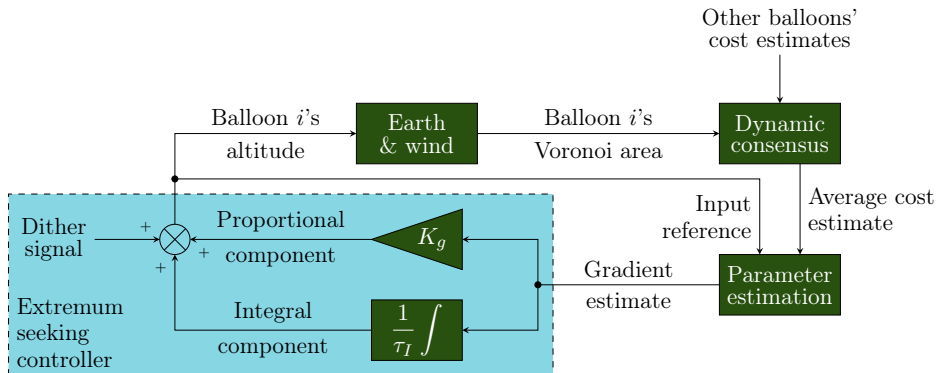 Other balloons'
cost estimates
Balloon i's
altitude
Earth
& wind
Balloon i's
Voronoi area
Dynamic
consensus
Average cost
estimate
Input
reference
Dither
signal
+
+
+
Proportional
component
K_g
Gradient
estimate
Parameter
estimation
Integral
component
1/τ_I ∫
Extremum
seeking
controller